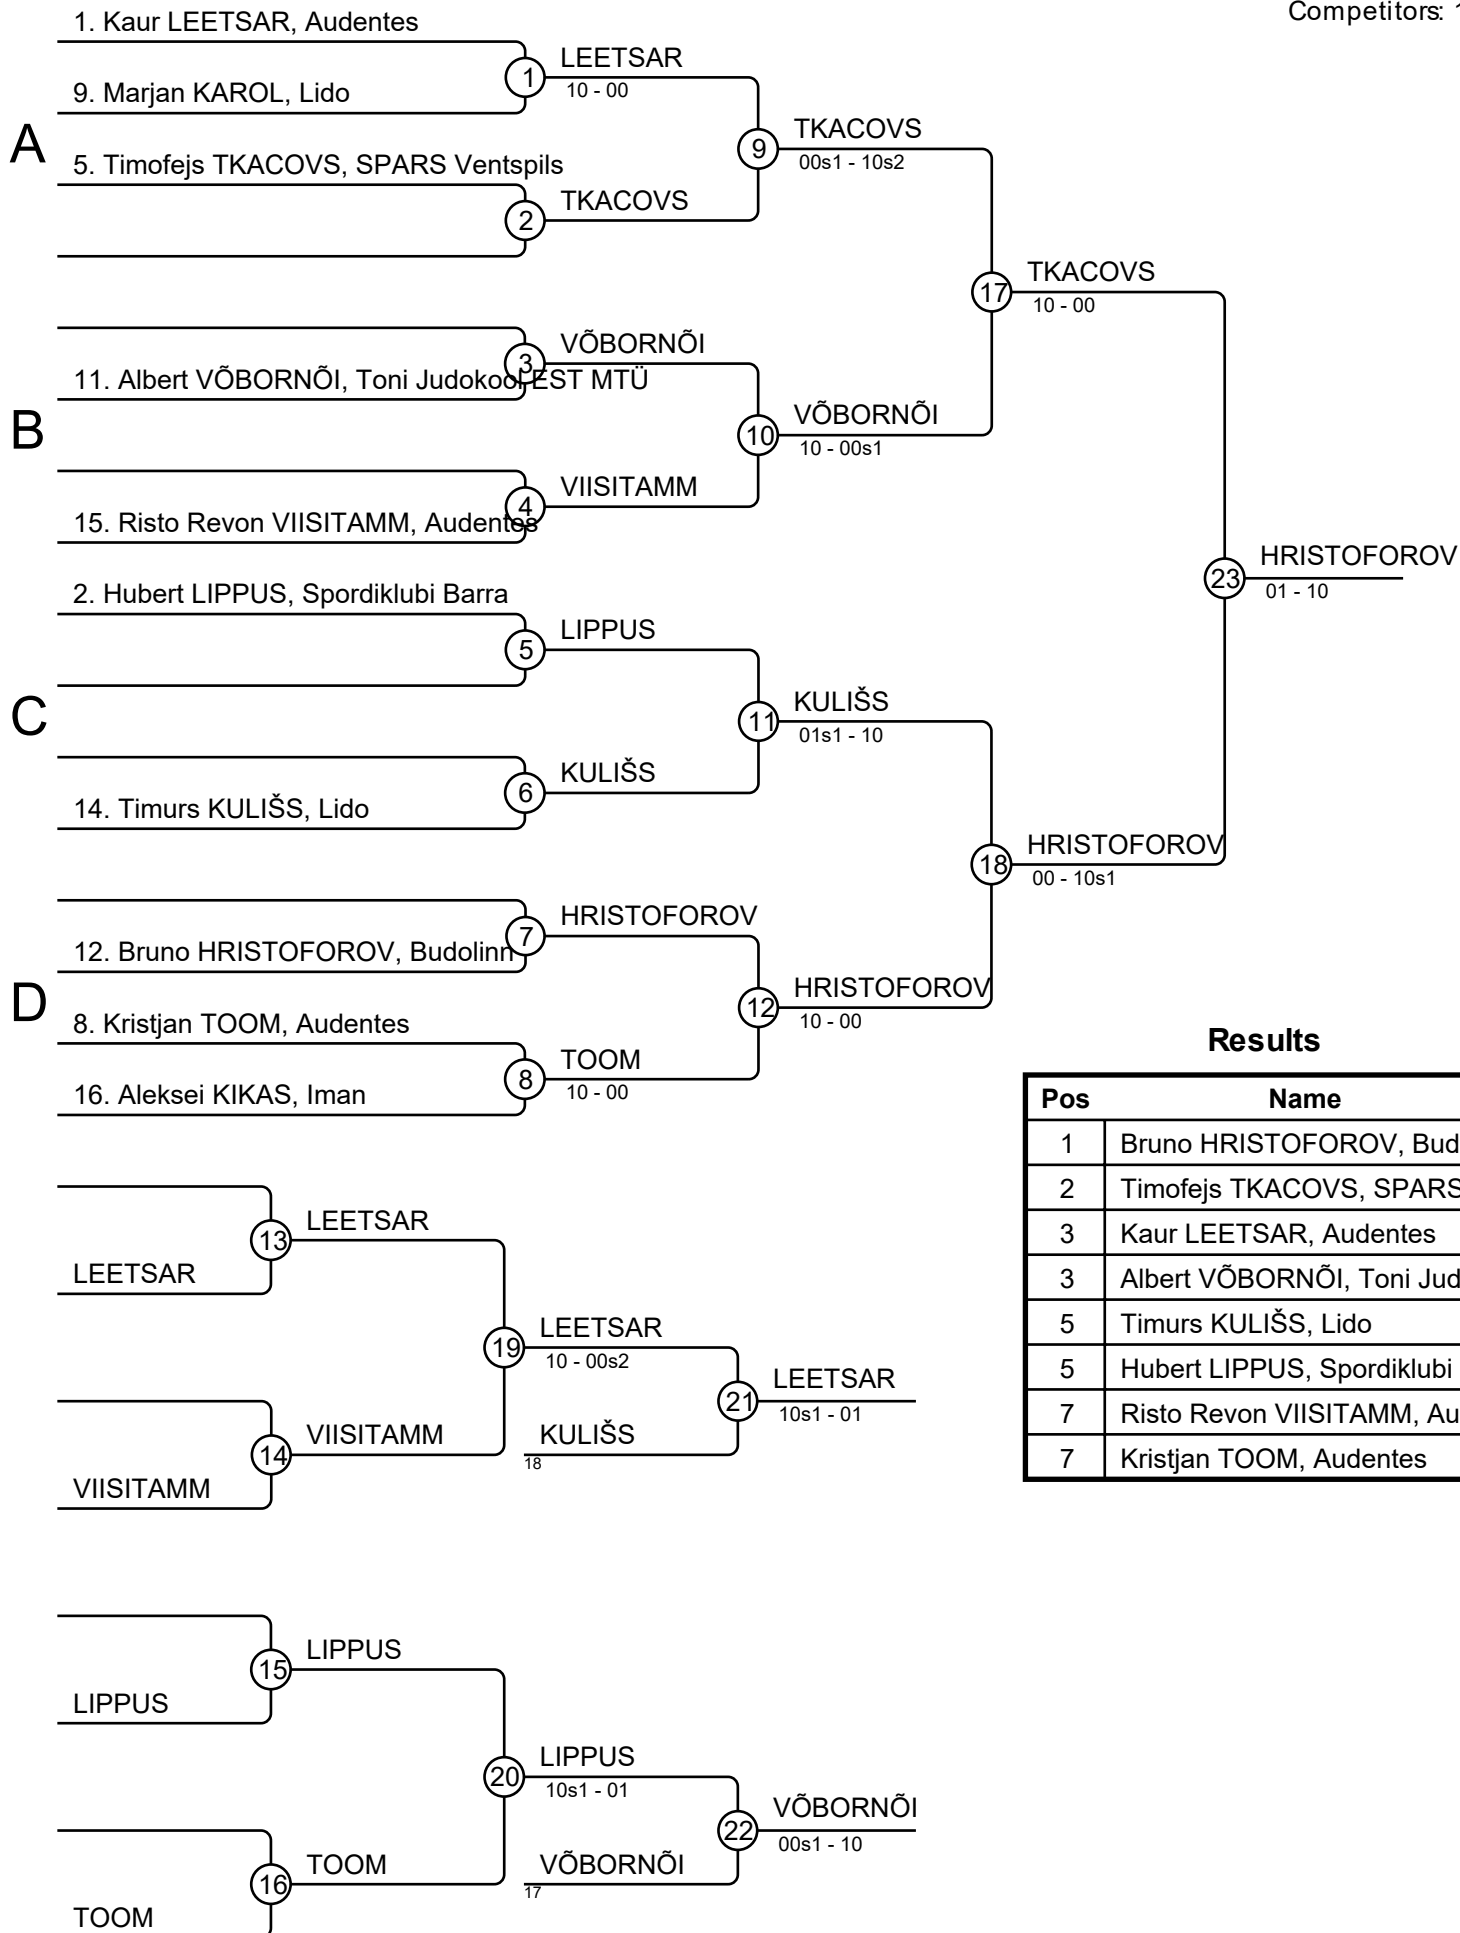 Competitors: 1
1. Kaur LEETSAR, Audentes
9. Marjan KAROL, Lido
1
LEETSAR
10 - 00
A
5. Timofejs TKACOVS, SPARS Ventspils
2
TKACOVS
9
TKACOVS
00s1 - 10s2
3
VÕBORNÕI
11. Albert VÕBORNÕI, Toni Judokool EST MTÜ
B
4
VIISITAMM
15. Risto Revon VIISITAMM, Audentes
10
VÕBORNÕI
10 - 00s1
17
TKACOVS
10 - 00
2. Hubert LIPPUS, Spordiklubi Barra
5
LIPPUS
C
6
KULIŠS
14. Timurs KULIŠS, Lido
11
KULIŠS
01s1 - 10
7
HRISTOFOROV
12. Bruno HRISTOFOROV, Budolinn
D
8. Kristjan TOOM, Audentes
16. Aleksei KIKAS, Iman
8
TOOM
10 - 00
12
HRISTOFOROV
10 - 00
18
HRISTOFOROV
00 - 10s1
23
HRISTOFOROV
01 - 10
Results
Pos Name
1 Bruno HRISTOFOROV, Bud
2 Timofejs TKACOVS, SPARS
3 Kaur LEETSAR, Audentes
3 Albert VÕBORNÕI, Toni Jud
5 Timurs KULIŠS, Lido
5 Hubert LIPPUS, Spordiklubi
7 Risto Revon VIISITAMM, Au
7 Kristjan TOOM, Audentes
13
LEETSAR
LEETSAR
14
VIISITAMM
VIISITAMM
19
LEETSAR
10 - 00s2
KULIŠS
18
21
LEETSAR
10s1 - 01
15
LIPPUS
LIPPUS
16
TOOM
TOOM
20
LIPPUS
10s1 - 01
VÕBORNÕI
17
22
VÕBORNÕI
00s1 - 10